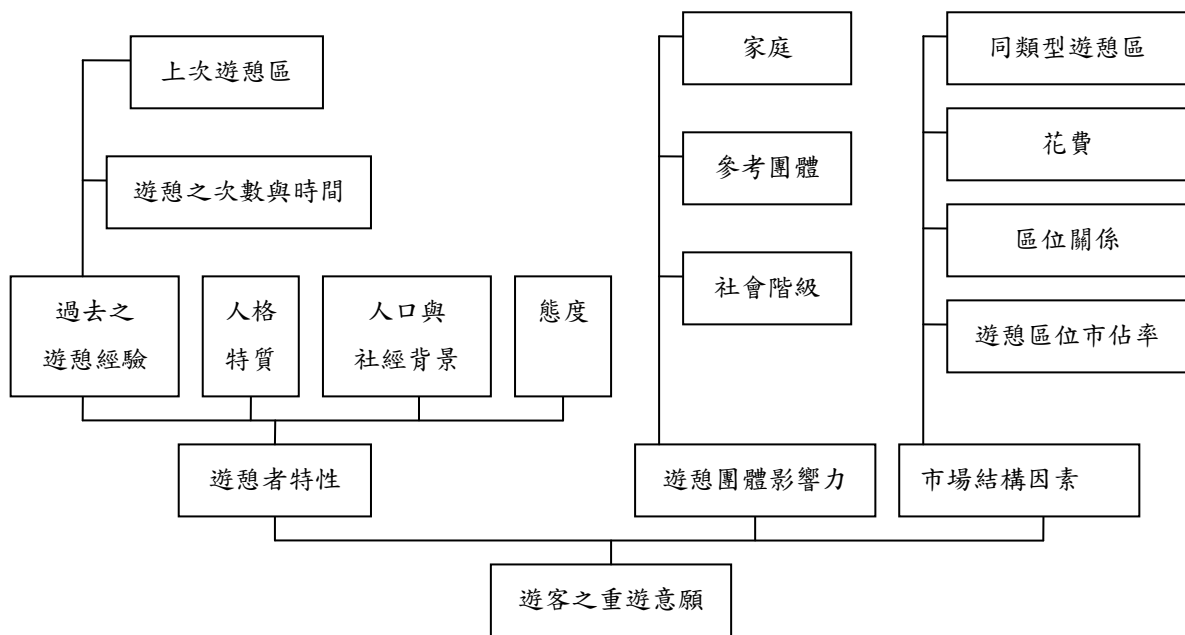 上次遊憩區
遊憩之次數與時間
過去之
遊憩經驗
人格
特質
人口與
社經背景
態度
遊憩者特性
家庭
參考團體
社會階級
遊憩團體影響力
同類型遊憩區
花費
區位關係
遊憩區位市佔率
市場結構因素
遊客之重遊意願